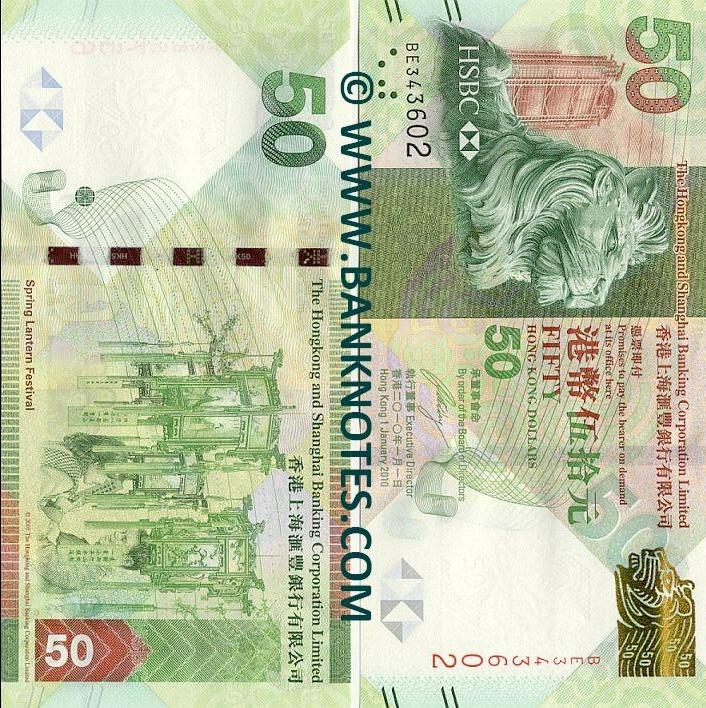 50
The Hongkong and Shanghai Banking Corporation Limited
香港上海滙豐銀行有限公司
Spring Lantern Festival
50
© WWW.BANKNOTES.COM
50
HSBC
BE343602
The Hongkong and Shanghai Banking Corporation Limited
香港上海滙豐銀行有限公司
憑票即付
Promises to pay the bearer on demand
at its office here
港幣伍拾元
FIFTY
HONG KONG DOLLARS
50
承董事會命
By order of the Board of Directors
執行董事 Executive Director
香港二〇一〇年一月一日
Hong Kong 1 January 2010
BE343602